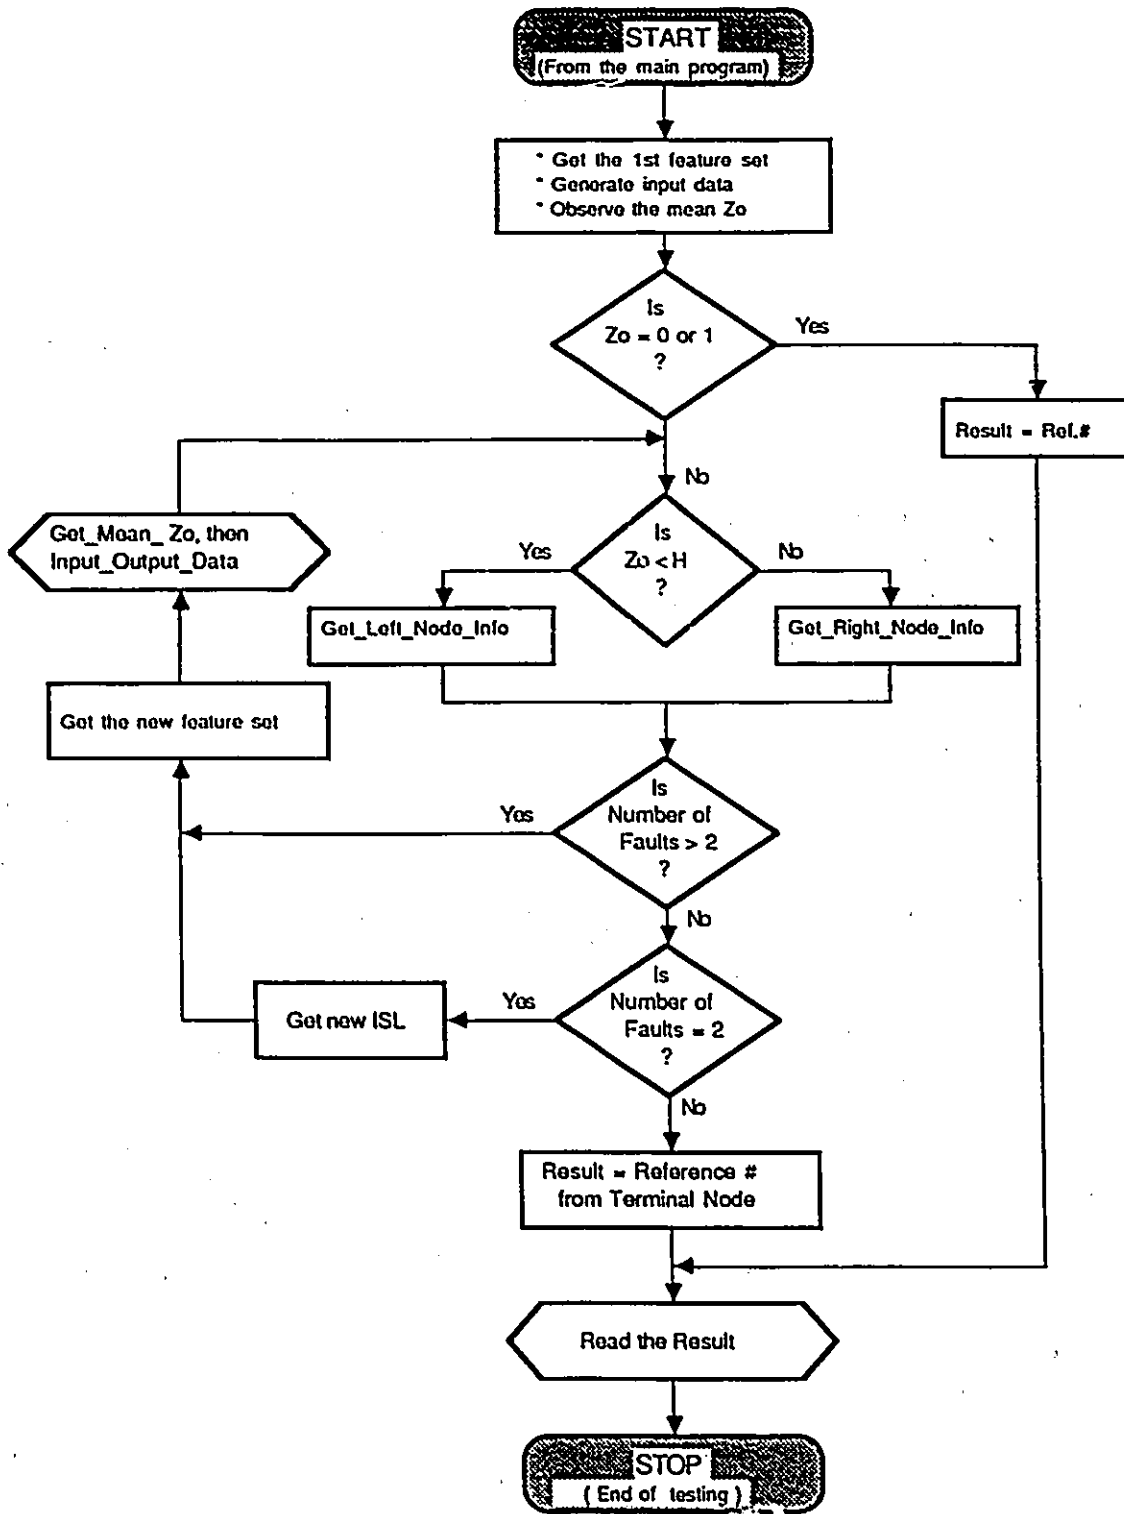 START
(From the main program)
* Get the 1st feature set
* Generate input data
* Observe the mean Zo
Is
Zo = 0 or 1
?
Yes
Result = Ref.#
No
Get_Mean_ Zo, then
Input_Output_Data
Is
Zo < H
?
Yes
No
Get_Left_Node_Info
Get_Right_Node_Info
Get the new feature set
Is
Number of
Faults > 2
?
Yes
No
Is
Number of
Faults = 2
?
Yes
Get new ISL
No
Result = Reference #
from Terminal Node
Read the Result
STOP
( End of testing )